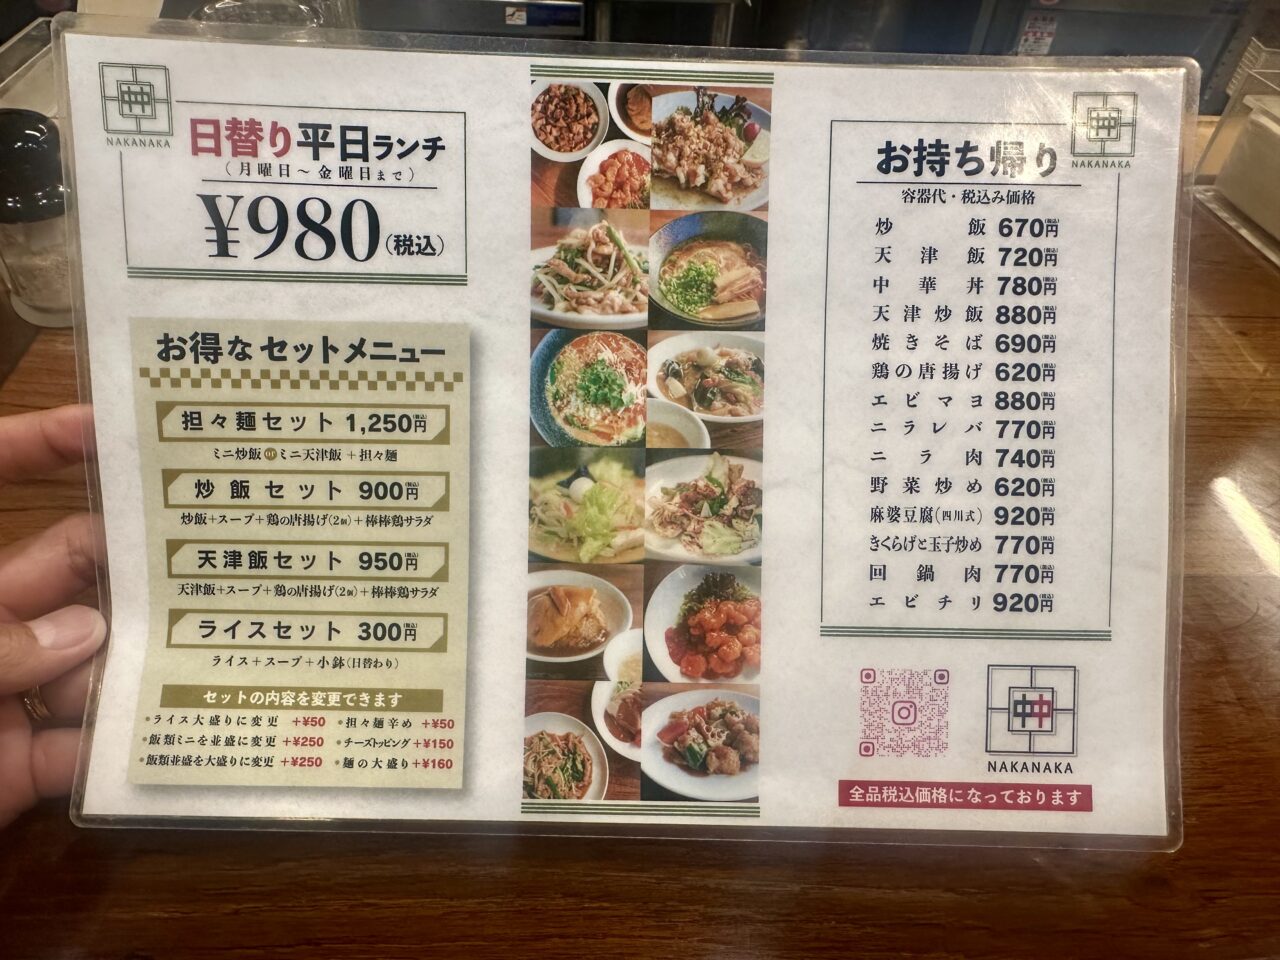 中
NAKANAKA
日替り平日ランチ
(月曜日〜金曜日まで)
¥980(税込)
お得なセットメニュー
担々麺セット 1,250円(税込)
ミニ炒飯 or ミニ天津飯+担々麺
炒飯セット 900円(税込)
炒飯+スープ+鶏の唐揚げ(2個)+棒棒鶏サラダ
天津飯セット 950円(税込)
天津飯+スープ+鶏の唐揚げ(2個)+棒棒鶏サラダ
ライスセット 300円(税込)
ライス+スープ+小鉢(日替わり)
セットの内容を変更できます
•ライス大盛りに変更 +¥50 •担々麺辛め +¥50
•飯類ミニを並盛に変更 +¥250 •チーズトッピング +¥150
•飯類並盛を大盛りに変更 +¥250 •麺の大盛り +¥160
NAKANAKA
お持ち帰り
容器代・税込み価格
炒飯 670円(税込)
天津飯 720円(税込)
中華丼 780円(税込)
天津炒飯 880円(税込)
焼きそば 690円(税込)
鶏の唐揚げ 620円(税込)
エビマヨ 880円(税込)
ニラレバ 770円(税込)
ニラ肉 740円(税込)
野菜炒め 620円(税込)
麻婆豆腐(四川式) 920円(税込)
きくらげと玉子炒め 770円(税込)
回鍋肉 770円(税込)
エビチリ 920円(税込)
中中
NAKANAKA
全品税込価格になっております